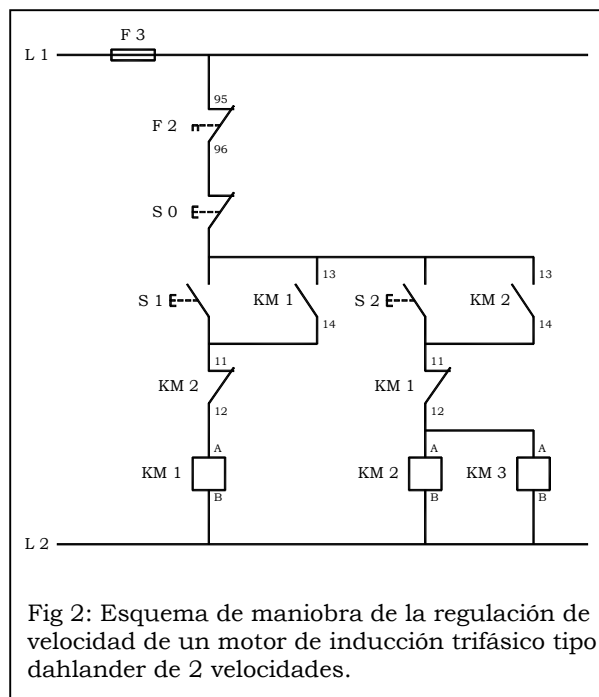 F 3
L 1
95
F 2
96
S 0
13 13
S 1 KM 1 S 2 KM 2
14 14
11 11
KM 2 KM 1
12 12
A A A
KM 1 KM 2 KM 3
B B B
L 2
Fig 2: Esquema de maniobra de la regulación de
velocidad de un motor de inducción trifásico tipo
dahlander de 2 velocidades.